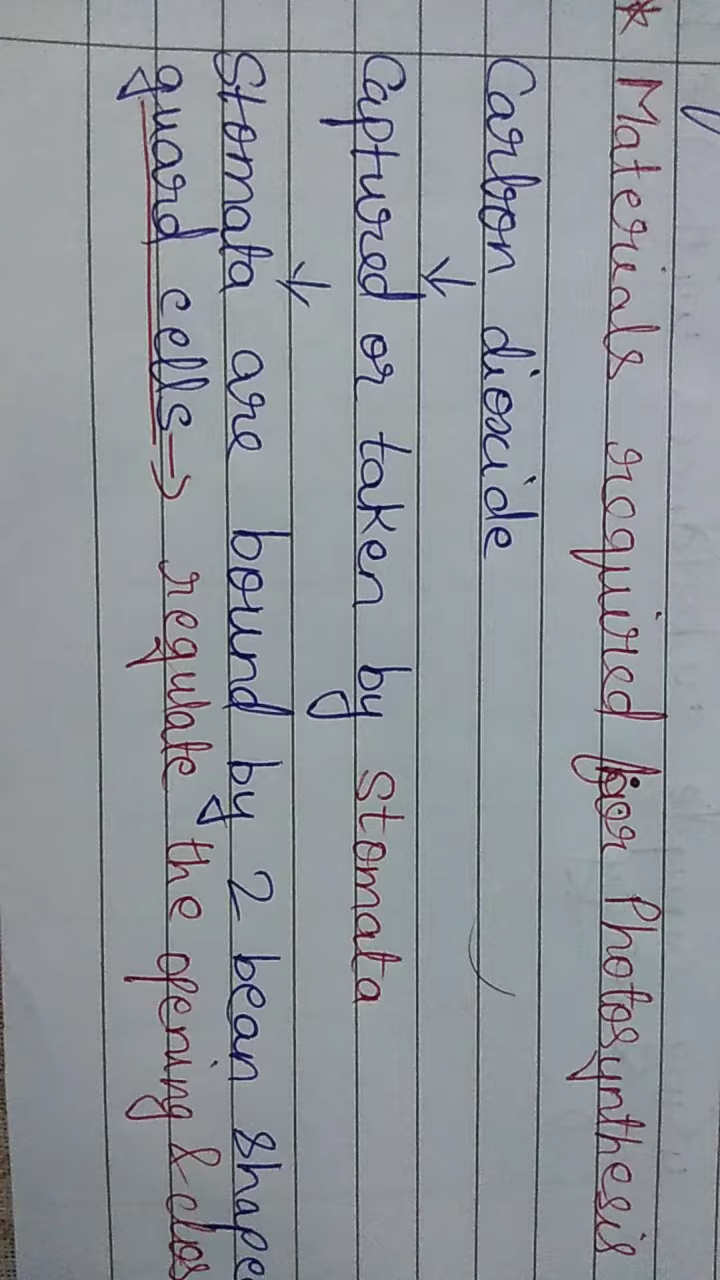 * Materials required for Photosynthesis
Carbon dioxide
↓
Captured or taken by stomata
↓
Stomata are bound by 2 bean shape
guard cells → regulate the opening & clos